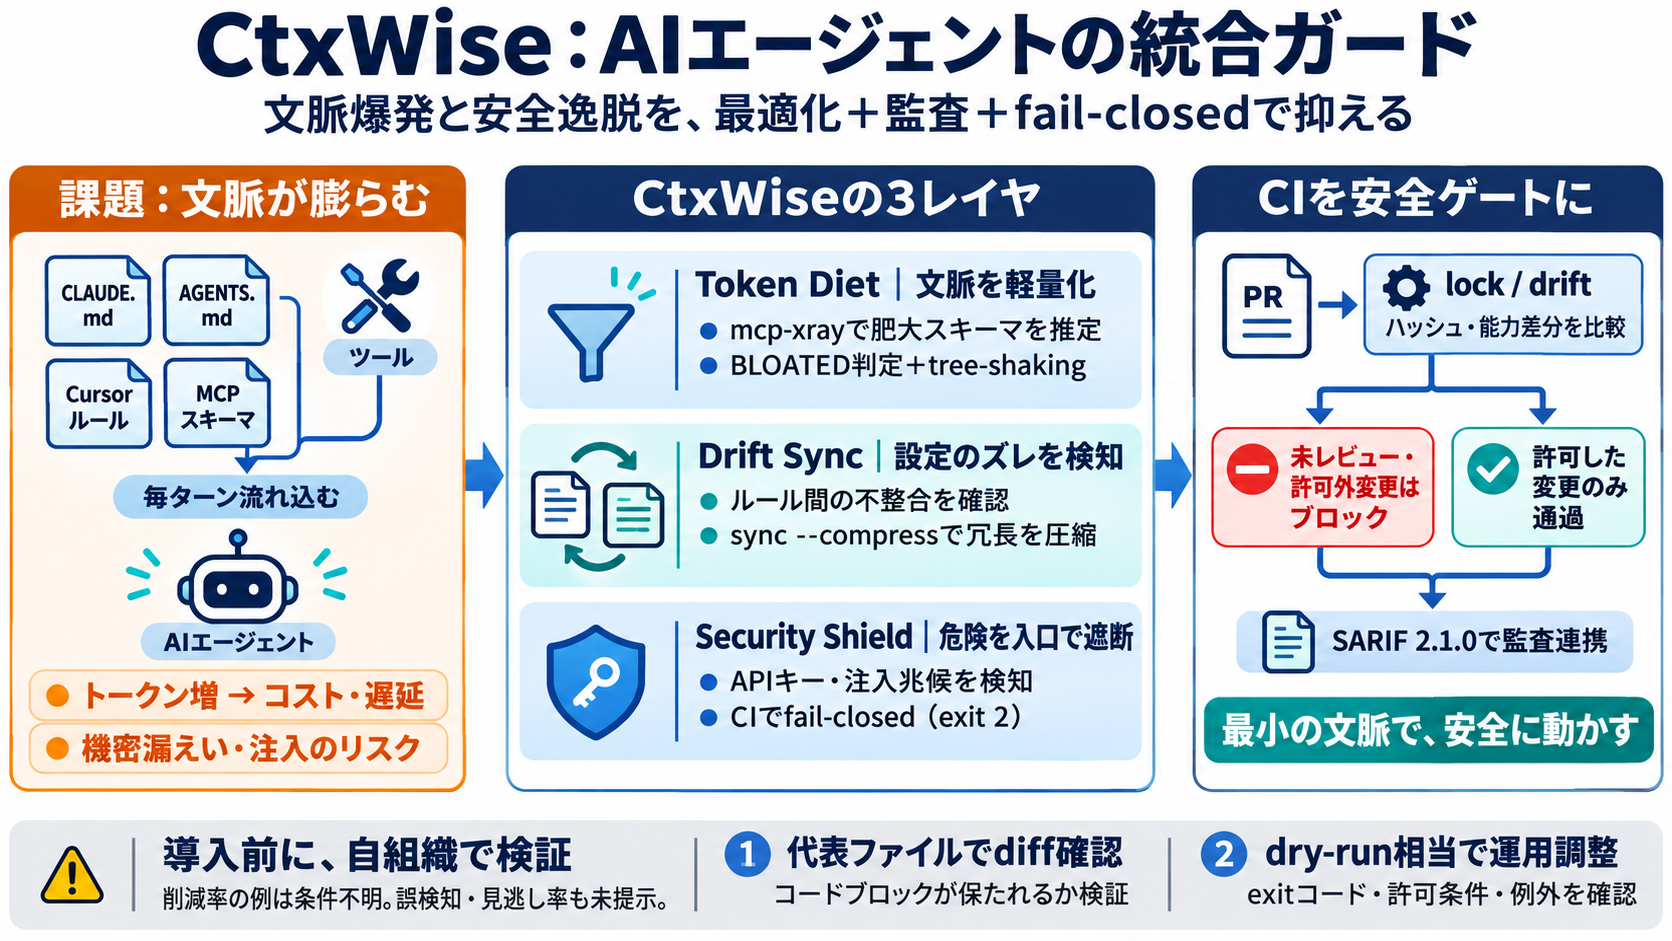 CtxWise：AIエージェントの統合ガード
文脈爆発と安全逸脱を、最適化＋監査＋fail-closedで抑える
課題：文脈が膨らむ
CLAUDE.
md
AGENTS.
md
ツール
Cursor
ルール
MCP
スキーマ
毎ターン流れ込む
AIエージェント
トークン増 → コスト・遅延
機密漏えい・注入のリスク
CtxWiseの3レイヤ
Token Diet｜文脈を軽量化
mcp-xrayで肥大スキーマを推定
BLOATED判定＋tree-shaking
Drift Sync｜設定のズレを検知
ルール間の不整合を確認
sync --compressで冗長を圧縮
Security Shield｜危険を入口で遮断
APIキー・注入兆候を検知
CIでfail-closed（exit 2）
CIを安全ゲートに
PR
lock / drift
ハッシュ・能力差分を比較
未レビュー・
許可外変更は
ブロック
許可した
変更のみ
通過
SARIF 2.1.0で監査連携
最小の文脈で、安全に動かす
導入前に、自組織で検証
削減率の例は条件不明。誤検知・見逃し率も未提示。
1 代表ファイルでdiff確認
コードブロックが保たれるか検証
2 dry-run相当で運用調整
exitコード・許可条件・例外を確認